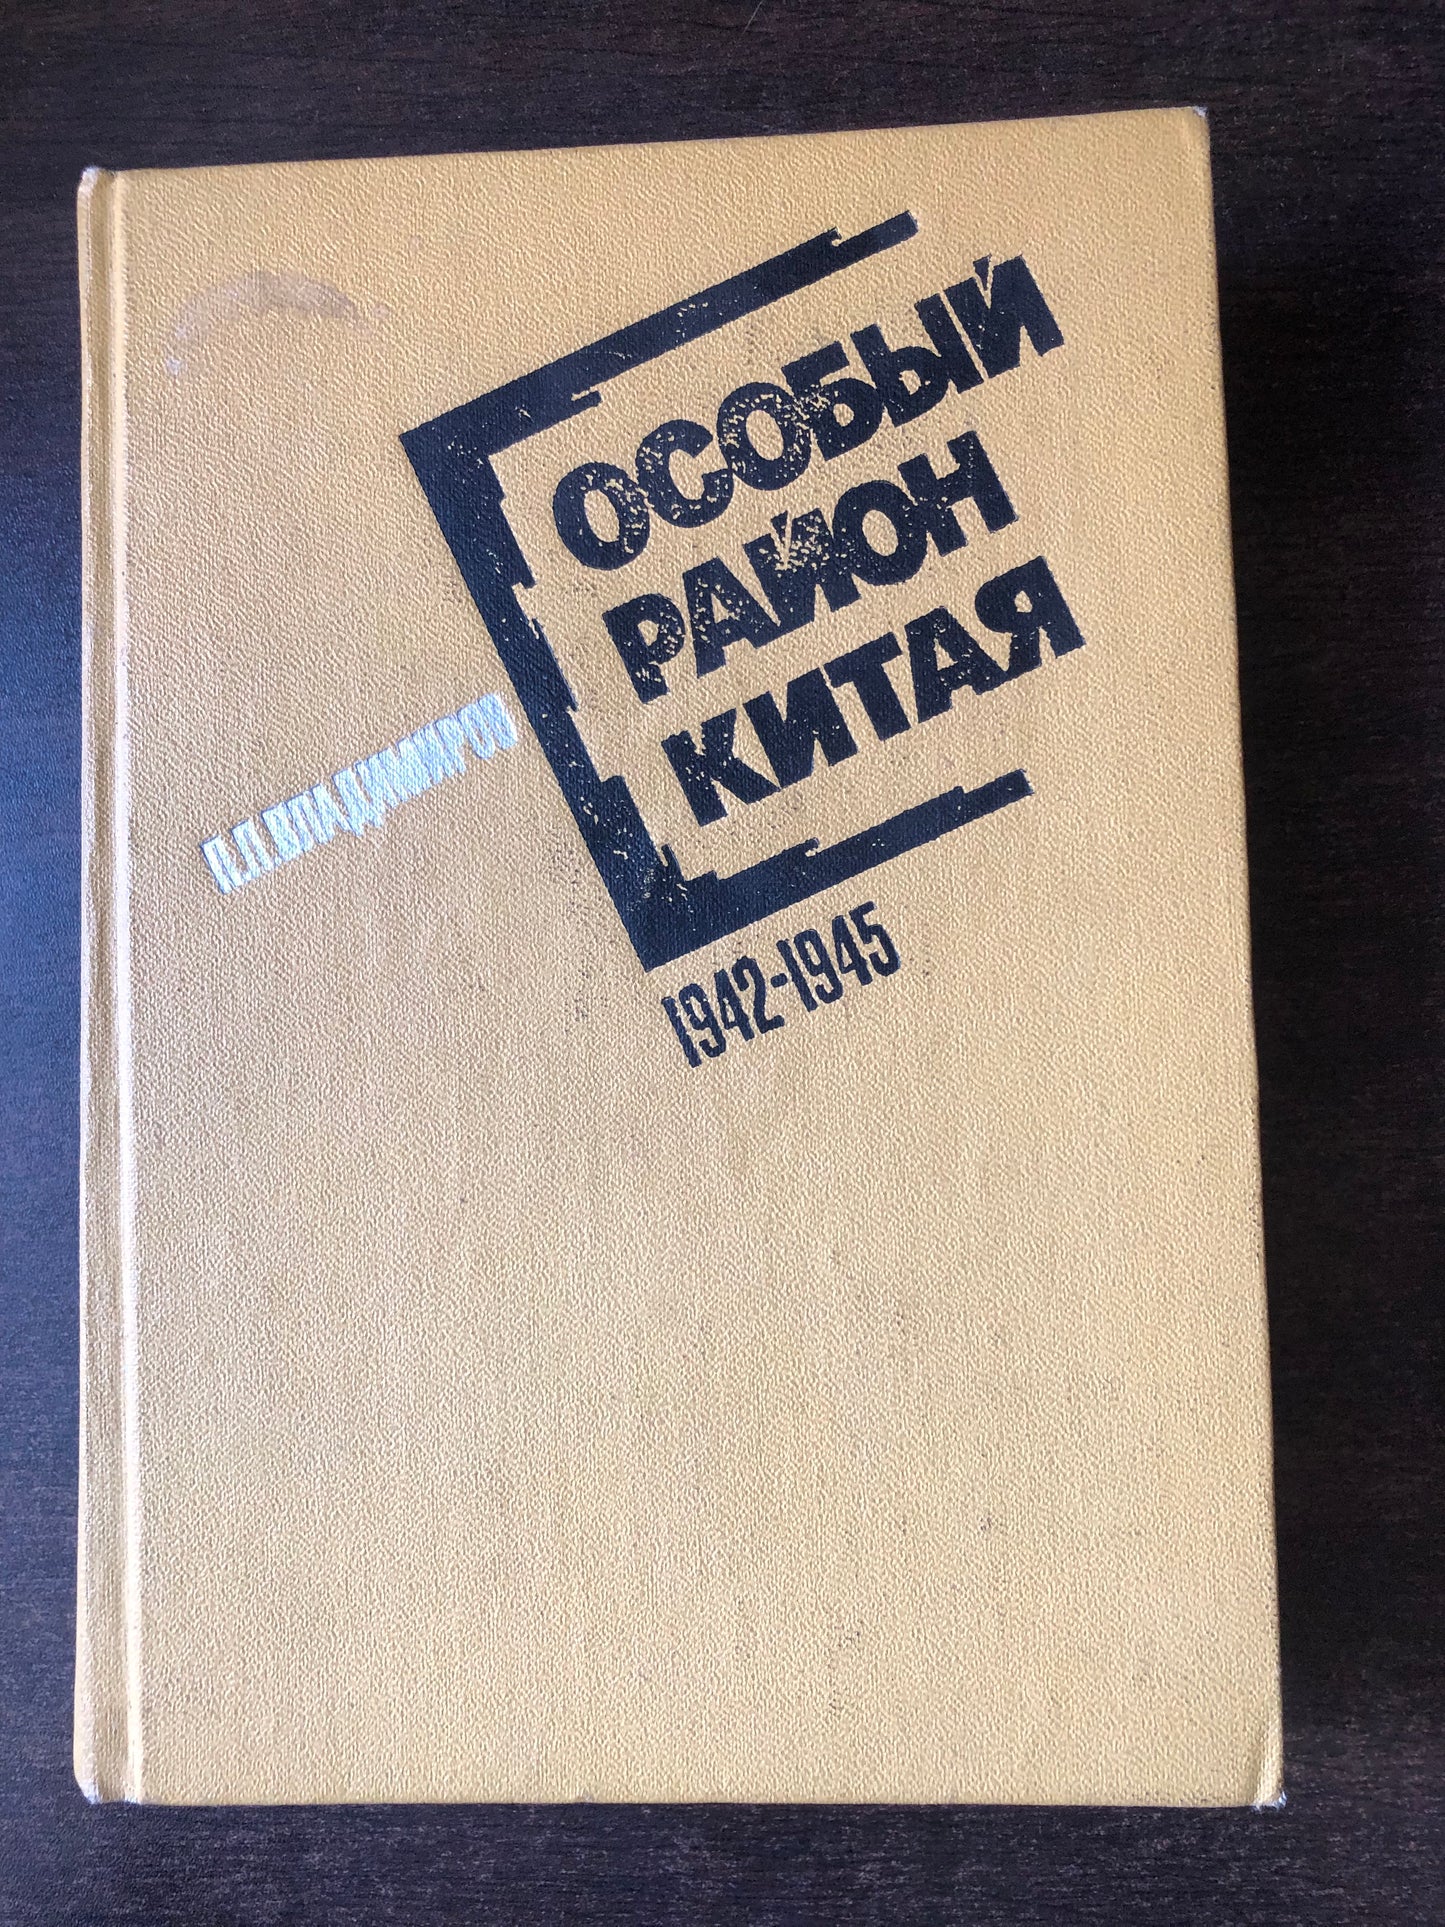 П.П.ВЛАДИМИРОВ
ОСОБЫЙ
РАЙОН
КИТАЯ
1942-1945